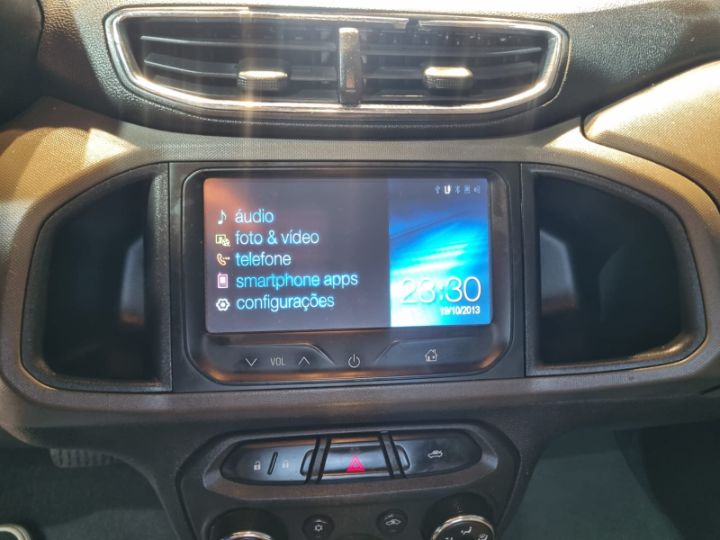 áudio
foto & vídeo
telefone
smartphone apps
configurações
23:30
19/10/2013
VOL